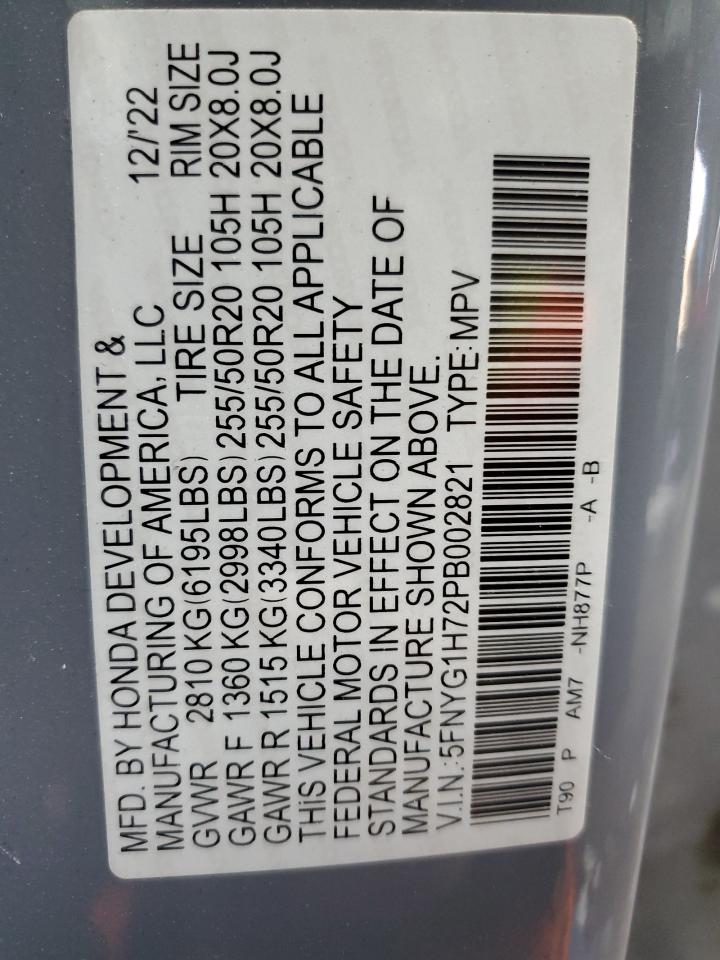 MFD. BY HONDA DEVELOPMENT &
MANUFACTURING OF AMERICA, LLC 12/'22
GVWR 2810 KG(6195LBS) TIRE SIZE RIM SIZE
GAWR F 1360 KG(2998LBS) 255/50R20 105H 20X8.0J
GAWR R 1515 KG(3340LBS) 255/50R20 105H 20X8.0J
THIS VEHICLE CONFORMS TO ALL APPLICABLE
FEDERAL MOTOR VEHICLE SAFETY
STANDARDS IN EFFECT ON THE DATE OF
MANUFACTURE SHOWN ABOVE.
V.I.N.:5FNYG1H72PB002821 TYPE:MPV
T90 P AM7 -NH877P -A -B